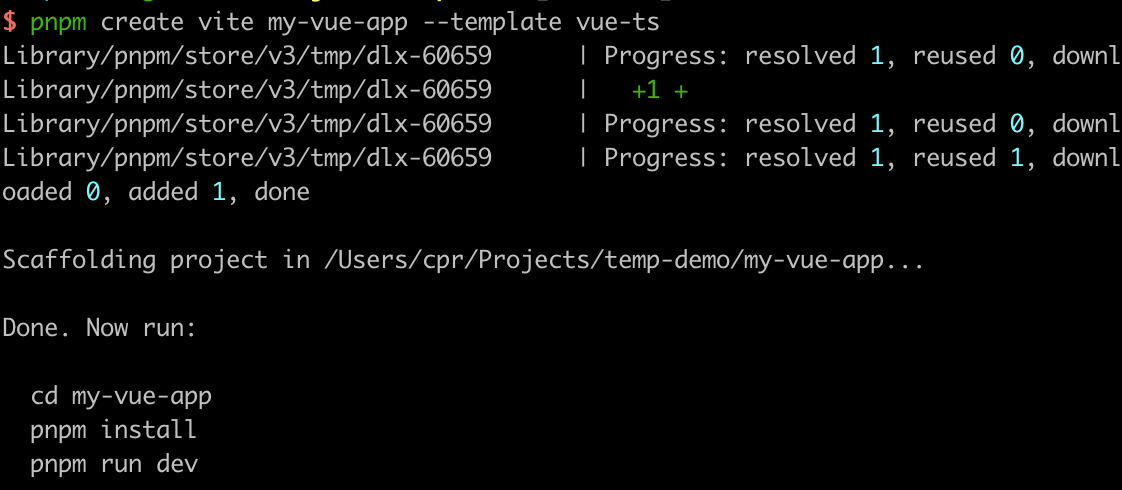 $ pnpm create vite my-vue-app --template vue-ts
Library/pnpm/store/v3/tmp/dlx-60659      | Progress: resolved 1, reused 0, downl
Library/pnpm/store/v3/tmp/dlx-60659      |   +1 +
Library/pnpm/store/v3/tmp/dlx-60659      | Progress: resolved 1, reused 0, downl
Library/pnpm/store/v3/tmp/dlx-60659      | Progress: resolved 1, reused 1, downl
oaded 0, added 1, done
Scaffolding project in /Users/cpr/Projects/temp-demo/my-vue-app...
Done. Now run:
  cd my-vue-app
  pnpm install
  pnpm run dev